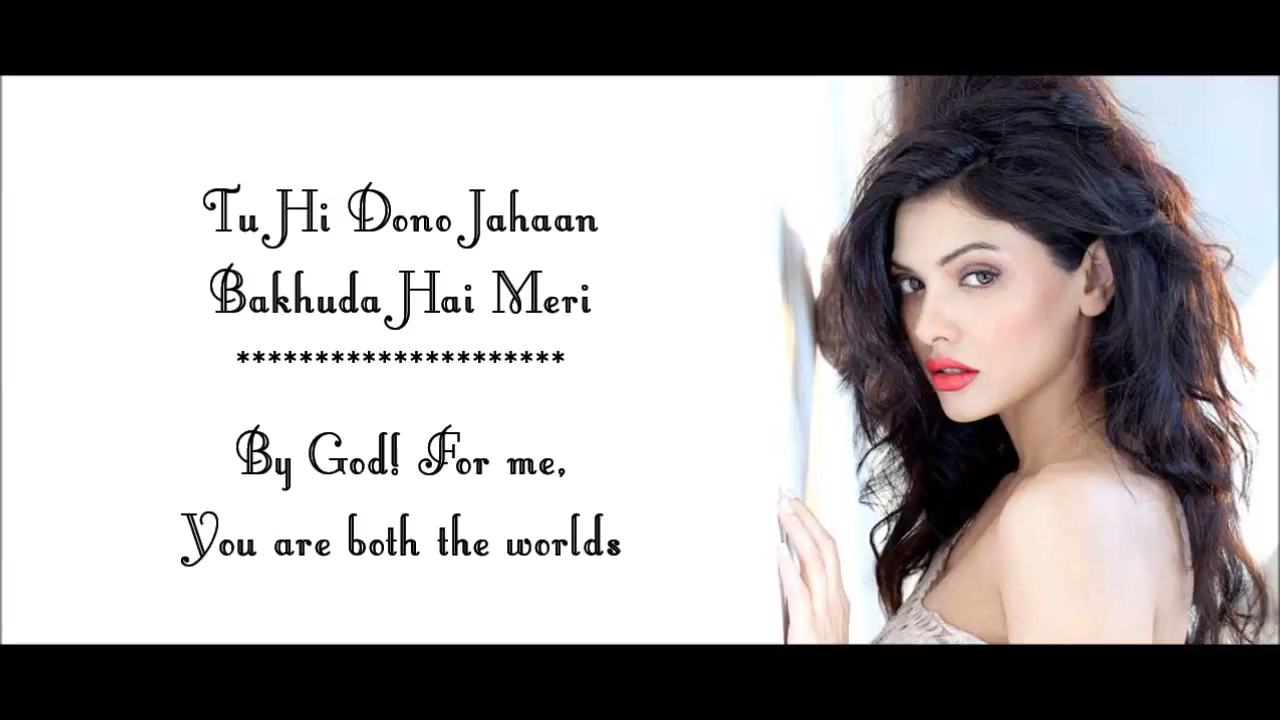 Tu Hi Dono Jahaan
Bakhuda Hai Meri
*********************
By God! For me,
You are both the worlds